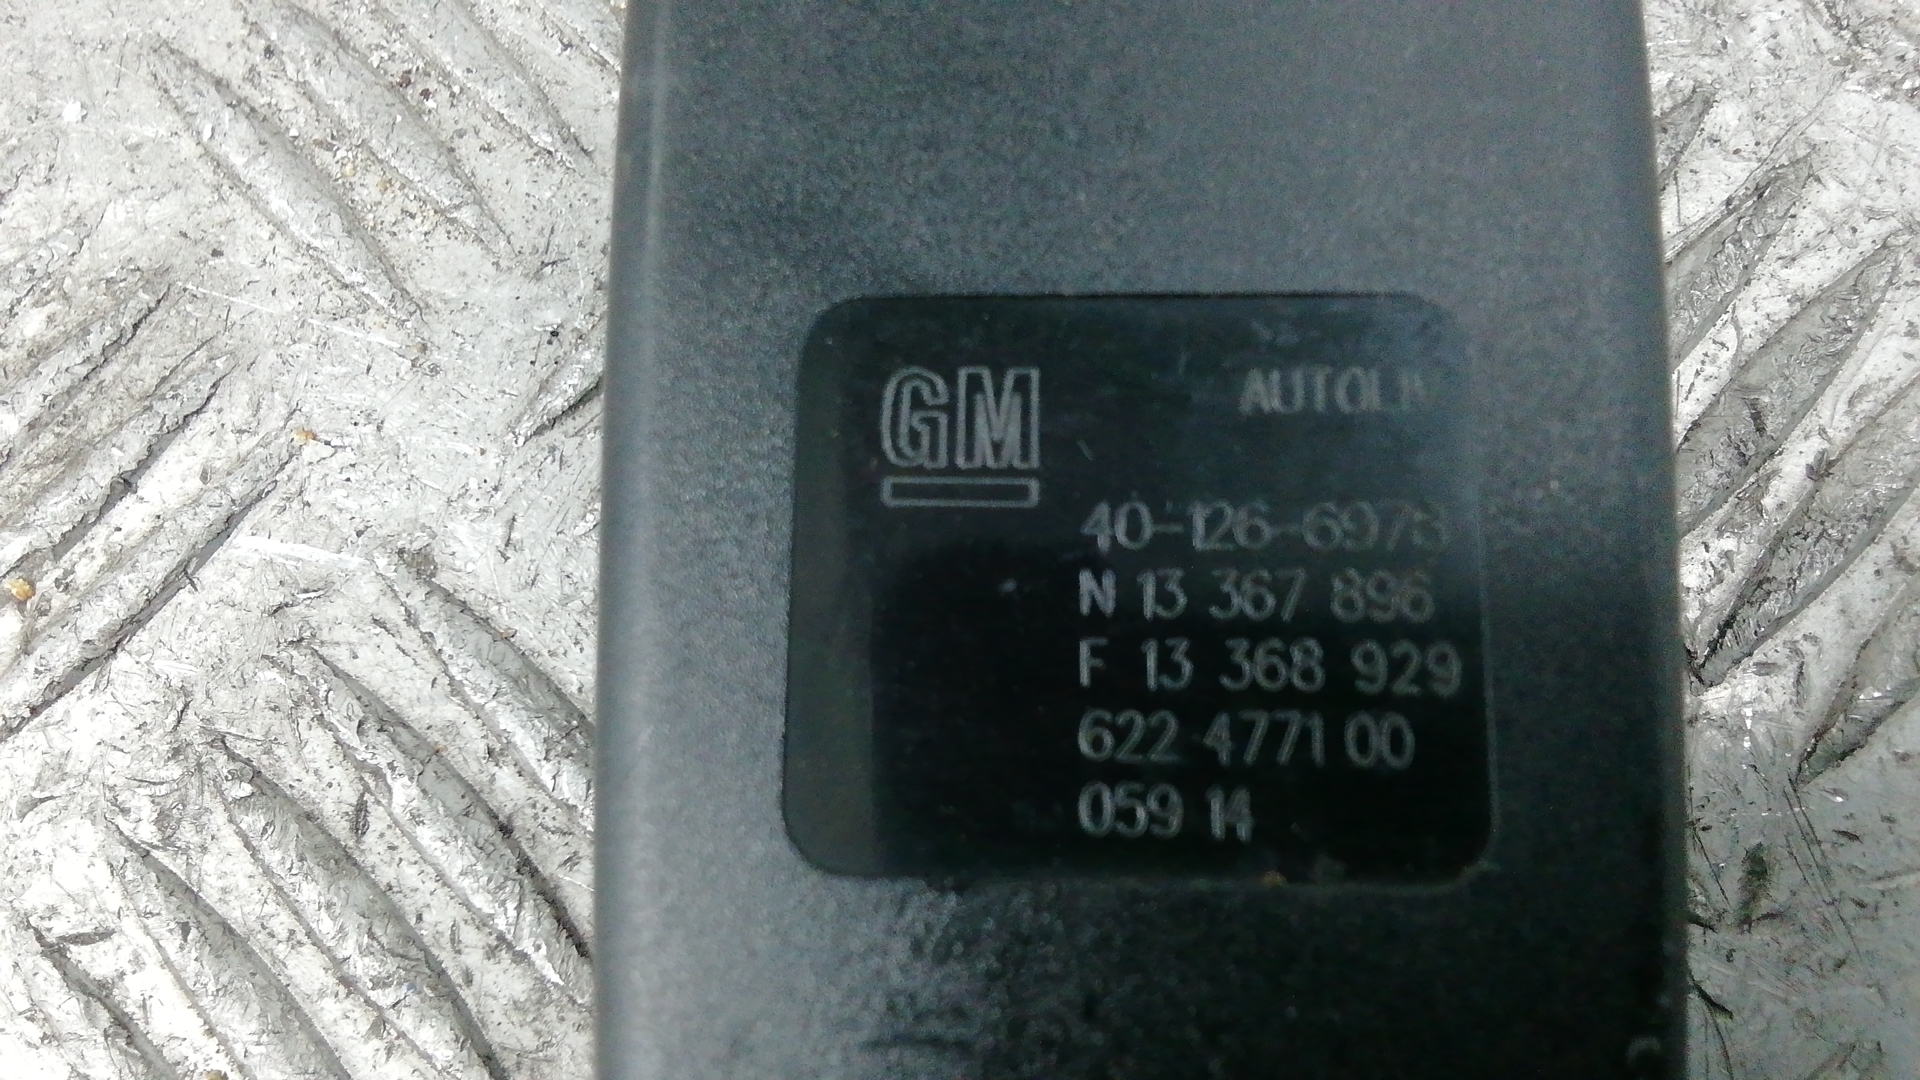 GM
40-126-6978
N 13 367 896
F 13 368 929
622 4771 00
059 14